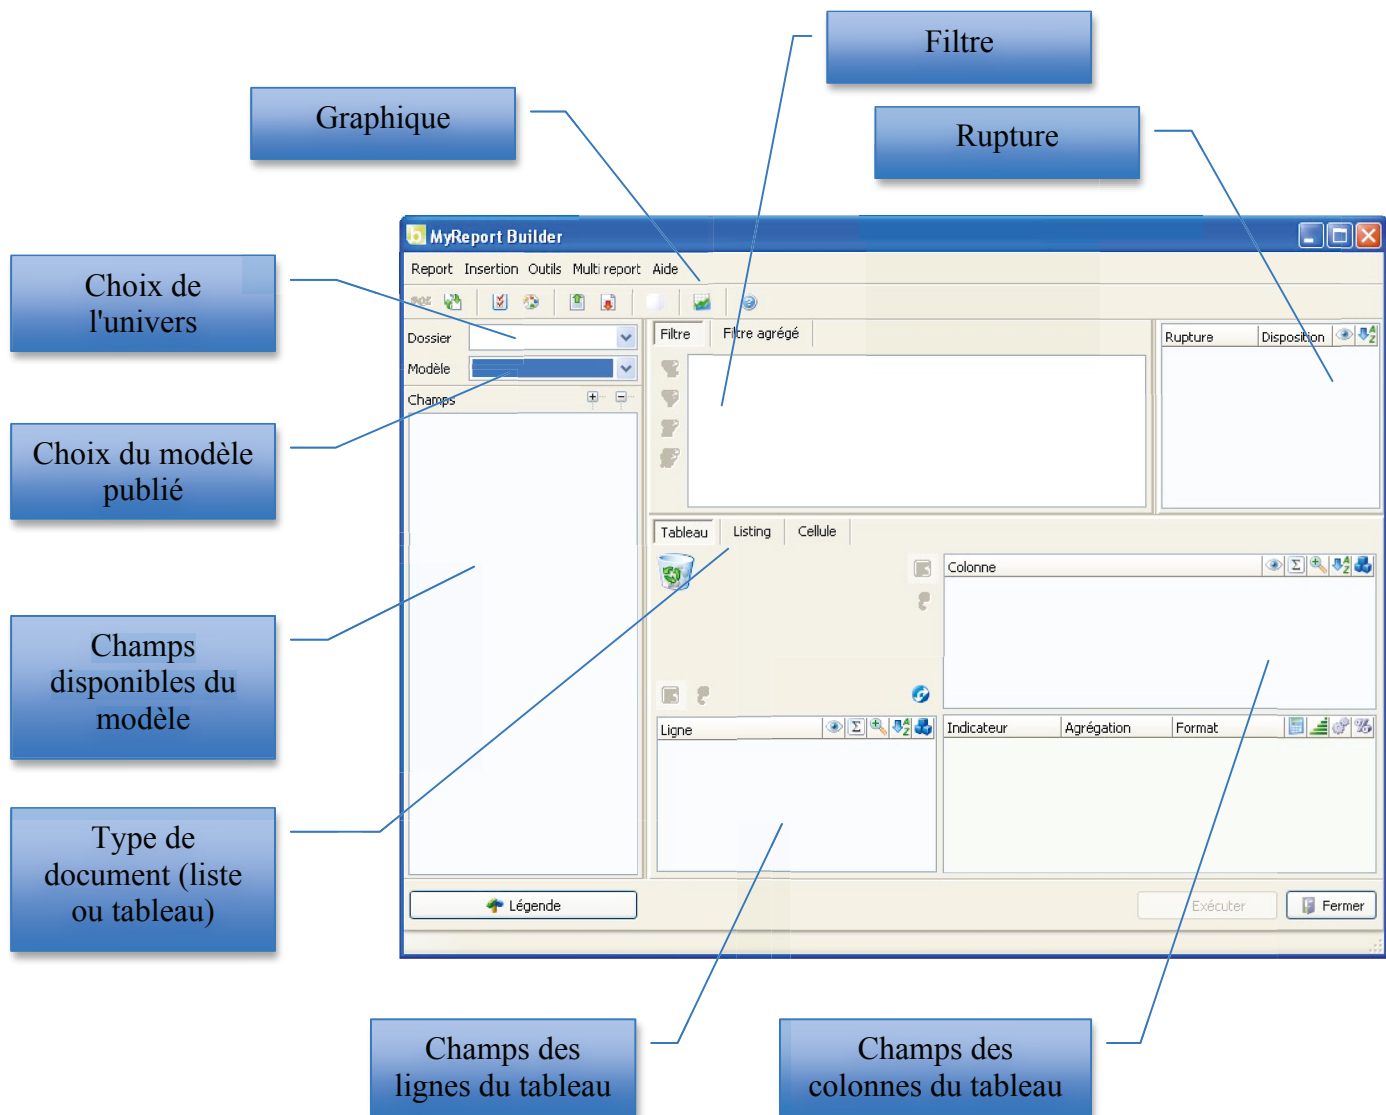 Filtre
Graphique
Rupture
MyReport Builder
Report Insertion Outils Multi report Aide
Choix de
l'univers
SQL
Dossier
Filtre Filtre agrégé
Rupture Disposition
Modèle
Champs
Choix du modèle
publié
Tableau Listing Cellule
Colonne
Champs
disponibles du
modèle
Ligne
Indicateur Agrégation Format
Type de
document (liste
ou tableau)
Légende
Exécuter Fermer
Champs des
lignes du tableau
Champs des
colonnes du tableau